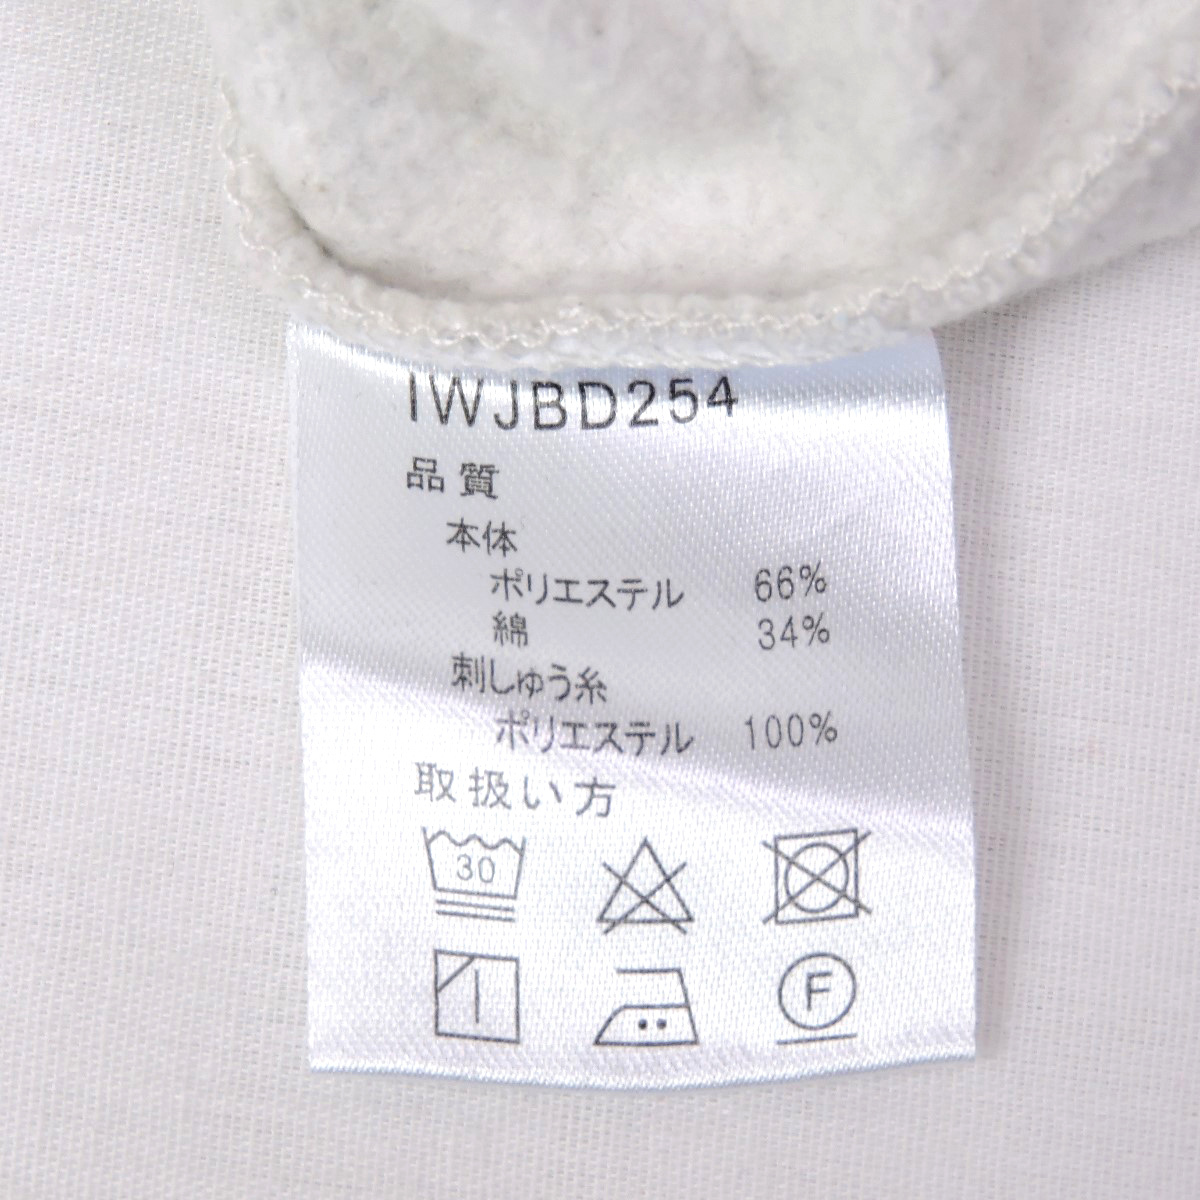 IWJBD254
品質
本体
ポリエステル 66%
綿 34%
刺しゅう糸
ポリエステル 100%
取扱い方
30
F